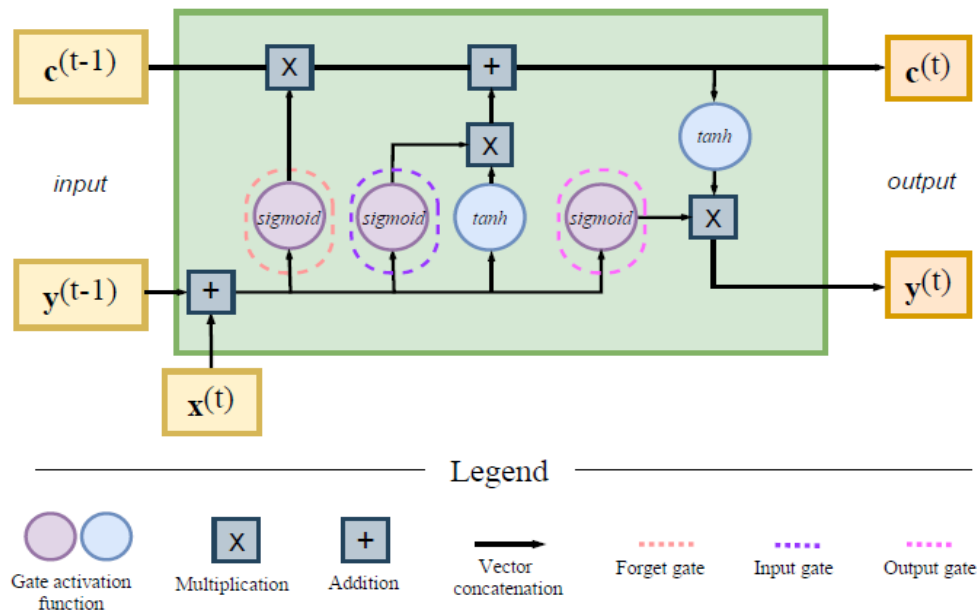 c(t-1)
X
+
c(t)
tanh
X
input
output
sigmoid
sigmoid
tanh
sigmoid
X
y(t-1)
+
y(t)
x(t)
Legend
X
+
Gate activation
function
Multiplication
Addition
Vector
concatenation
Forget gate
Input gate
Output gate